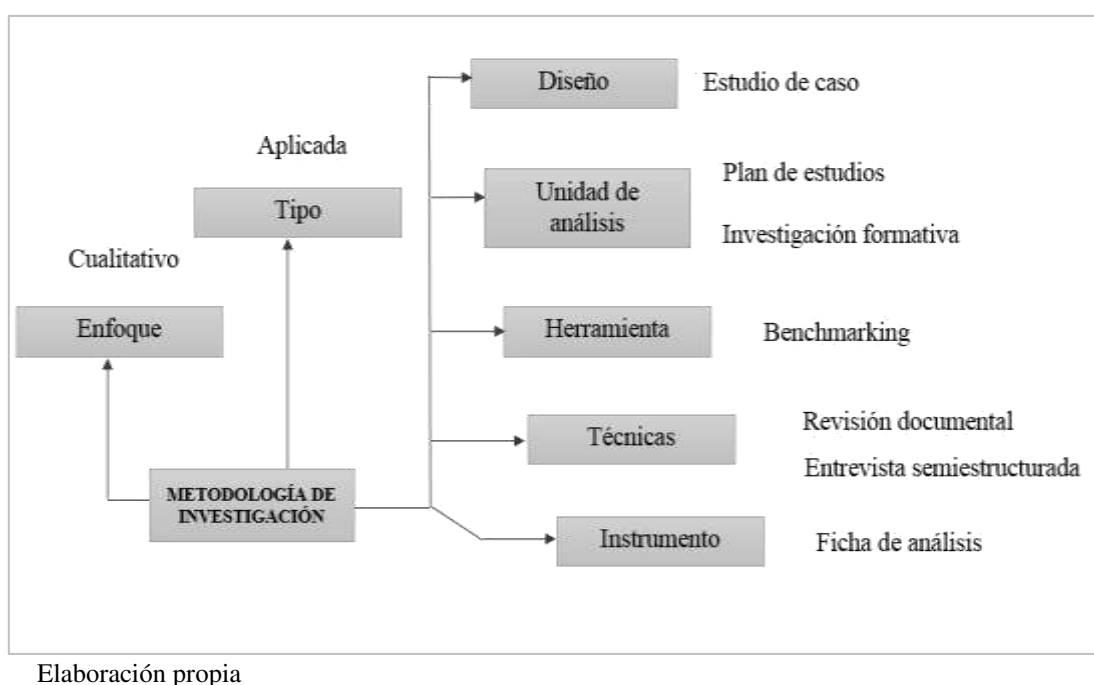 Diseño
Estudio de caso
Aplicada
Tipo
Unidad de
análisis
Plan de estudios
Investigación formativa
Cualitativo
Enfoque
Herramienta
Benchmarking
Técnicas
Revisión documental
Entrevista semiestructurada
METODOLOGÍA DE
INVESTIGACIÓN
Instrumento
Ficha de análisis
Elaboración propia